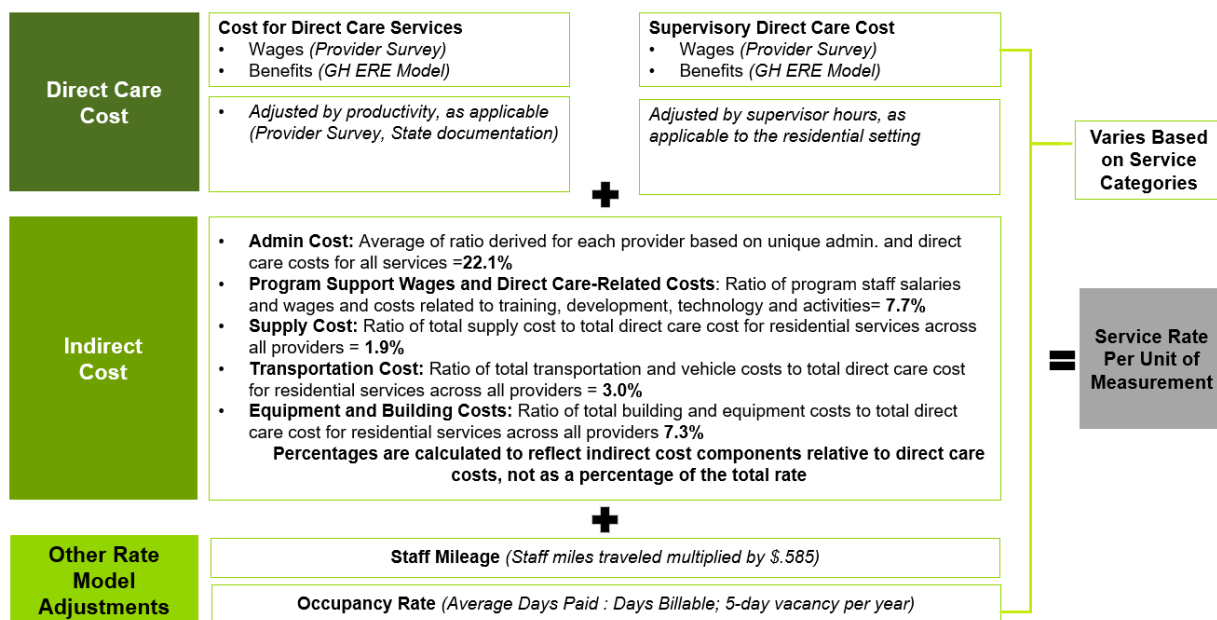 Direct Care
Cost
Cost for Direct Care Services
• Wages (Provider Survey)
• Benefits (GH ERE Model)
• Adjusted by productivity, as applicable
(Provider Survey, State documentation)
Supervisory Direct Care Cost
• Wages (Provider Survey)
• Benefits (GH ERE Model)
Adjusted by supervisor hours, as
applicable to the residential setting
Varies Based
on Service
Categories
+
Indirect
Cost
• Admin Cost: Average of ratio derived for each provider based on unique admin. and direct
care costs for all services =22.1%
• Program Support Wages and Direct Care-Related Costs: Ratio of program staff salaries
and wages and costs related to training, development, technology and activities= 7.7%
• Supply Cost: Ratio of total supply cost to total direct care cost for residential services across
all providers = 1.9%
• Transportation Cost: Ratio of total transportation and vehicle costs to total direct care cost
for residential services across all providers = 3.0%
• Equipment and Building Costs: Ratio of total building and equipment costs to total direct
care cost for residential services across all providers 7.3%
Percentages are calculated to reflect indirect cost components relative to direct care
costs, not as a percentage of the total rate
=
Service Rate
Per Unit of
Measurement
+
Other Rate
Model
Adjustments
Staff Mileage (Staff miles traveled multiplied by $.585)
Occupancy Rate (Average Days Paid : Days Billable; 5-day vacancy per year)